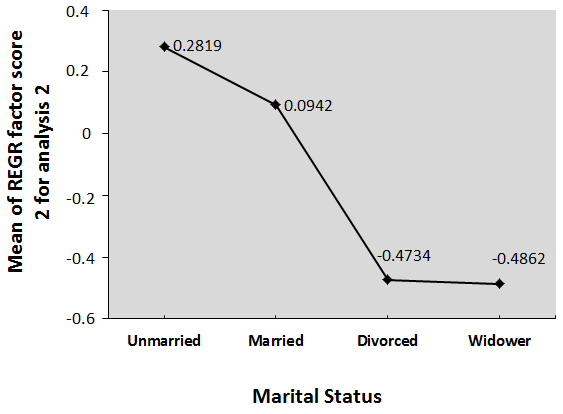 0.4
0.2
0
-0.2
-0.4
-0.6
Mean of REGR factor score
2 for analysis 2
0.2819
0.0942
-0.4734
-0.4862
Unmarried
Married
Divorced
Widower
Marital Status